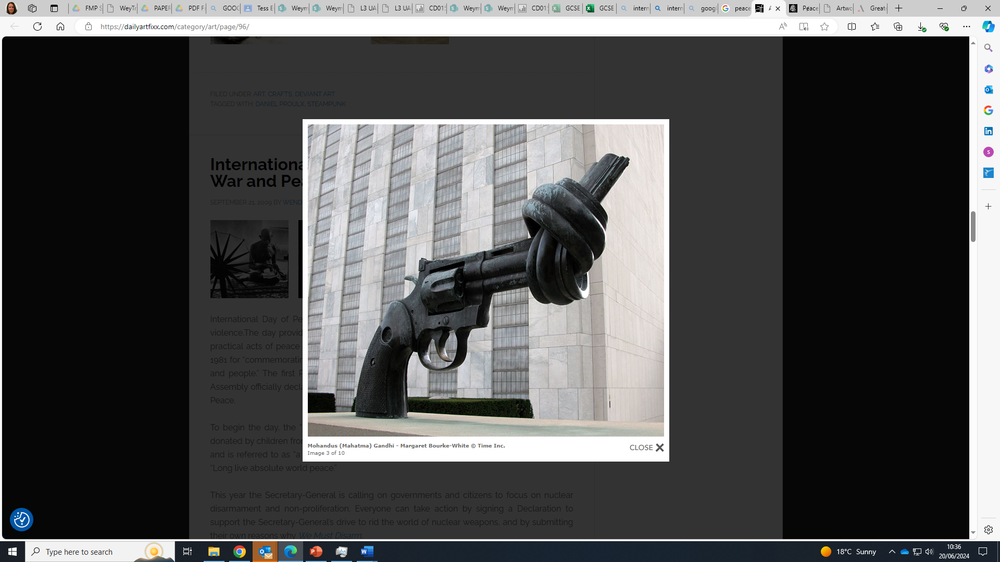 FMP S
WeyTr
PAPER
PDF F
GOOG
Tess E
Weym
Weym
L3 UA
L3 UA
CD015
Weym
Weym
CD015
GCSE
GCSE
intern
intern
googl
peace
A
Peace
Artwo
Greate
https://dailyartfixx.com/category/art/page/96/
FILED UNDER: ART, CRAFTS, DEVIANT ART
TAGGED WITH: DANIEL PROULX, STEAMPUNK
Internationa
War and Pea
SEPTEMBER 21, 2009 BY WEND
International Day of Pe
violence.The day provid
practical acts of peace
1981 for "commemoratin
and people." The first P
Assembly officially decla
Peace.
To begin the day, the "
donated by children fro
and is referred to as "a
"Long live absolute world peace."
This year the Secretary-General is calling on governments and citizens to focus on nuclear
disarmament and non-proliferation. Everyone can take action by signing a Declaration to
support the Secretary-General's drive to rid the world of nuclear weapons, and by submitting
their own reasons why We Must Disarm.
Mohandus (Mahatma) Gandhi - Margaret Bourke-White © Time Inc.
Image 3 of 10
CLOSE
Type here to search
18°C Sunny
10:36
20/06/2024